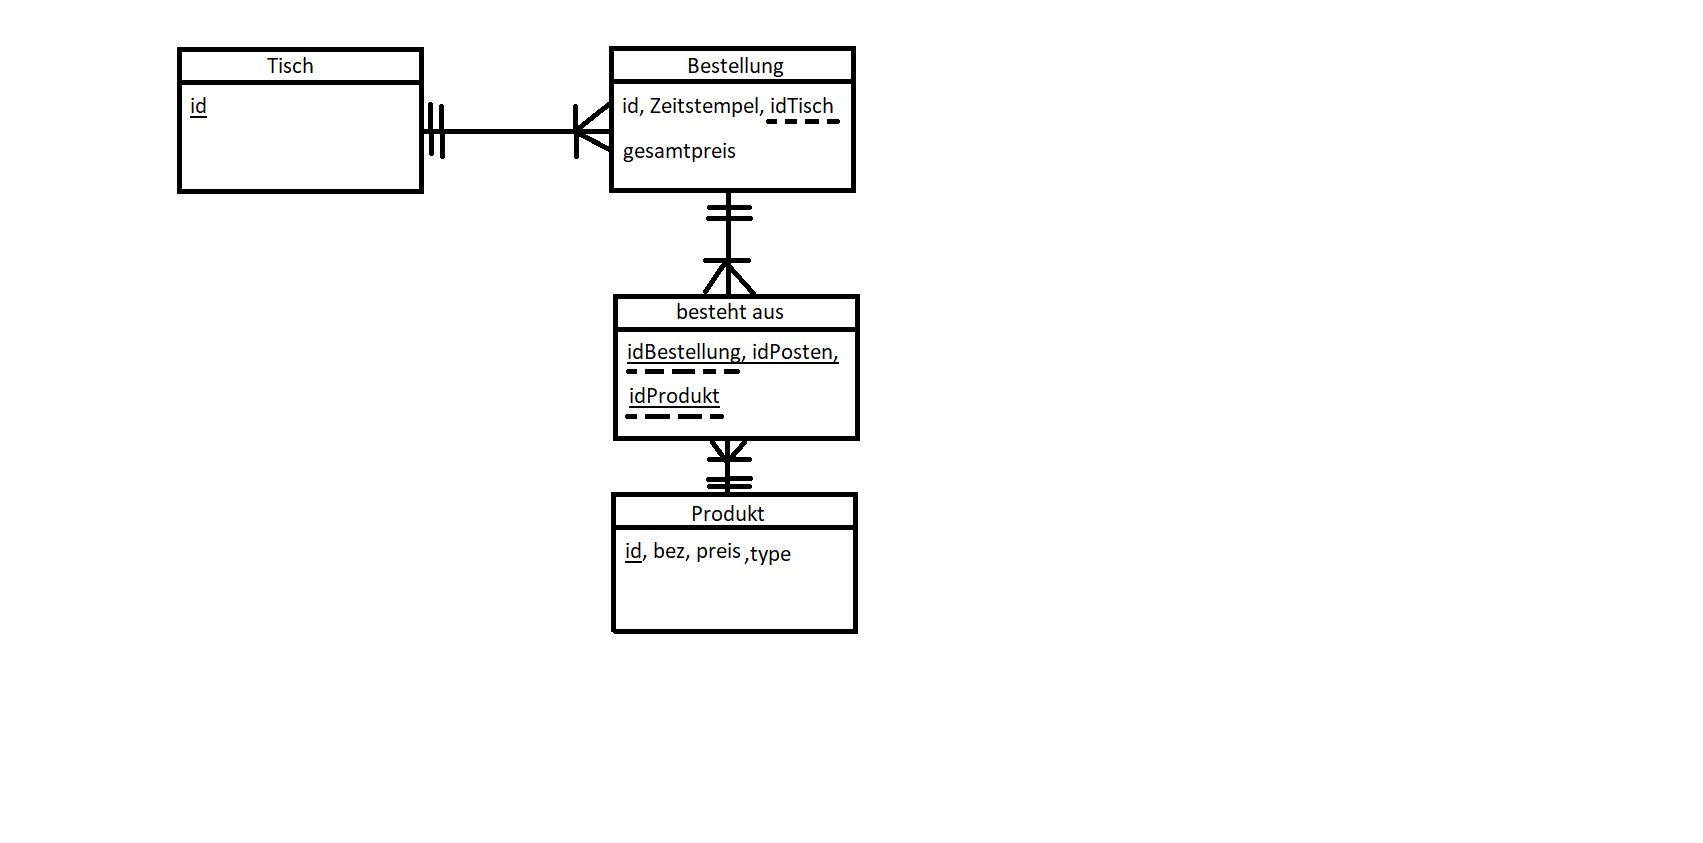 Tisch
id
Bestellung
id, Zeitstempel, idTisch
gesamtpreis
besteht aus
idBestellung, idPosten,
idProdukt
Produkt
id, bez, preis ,type